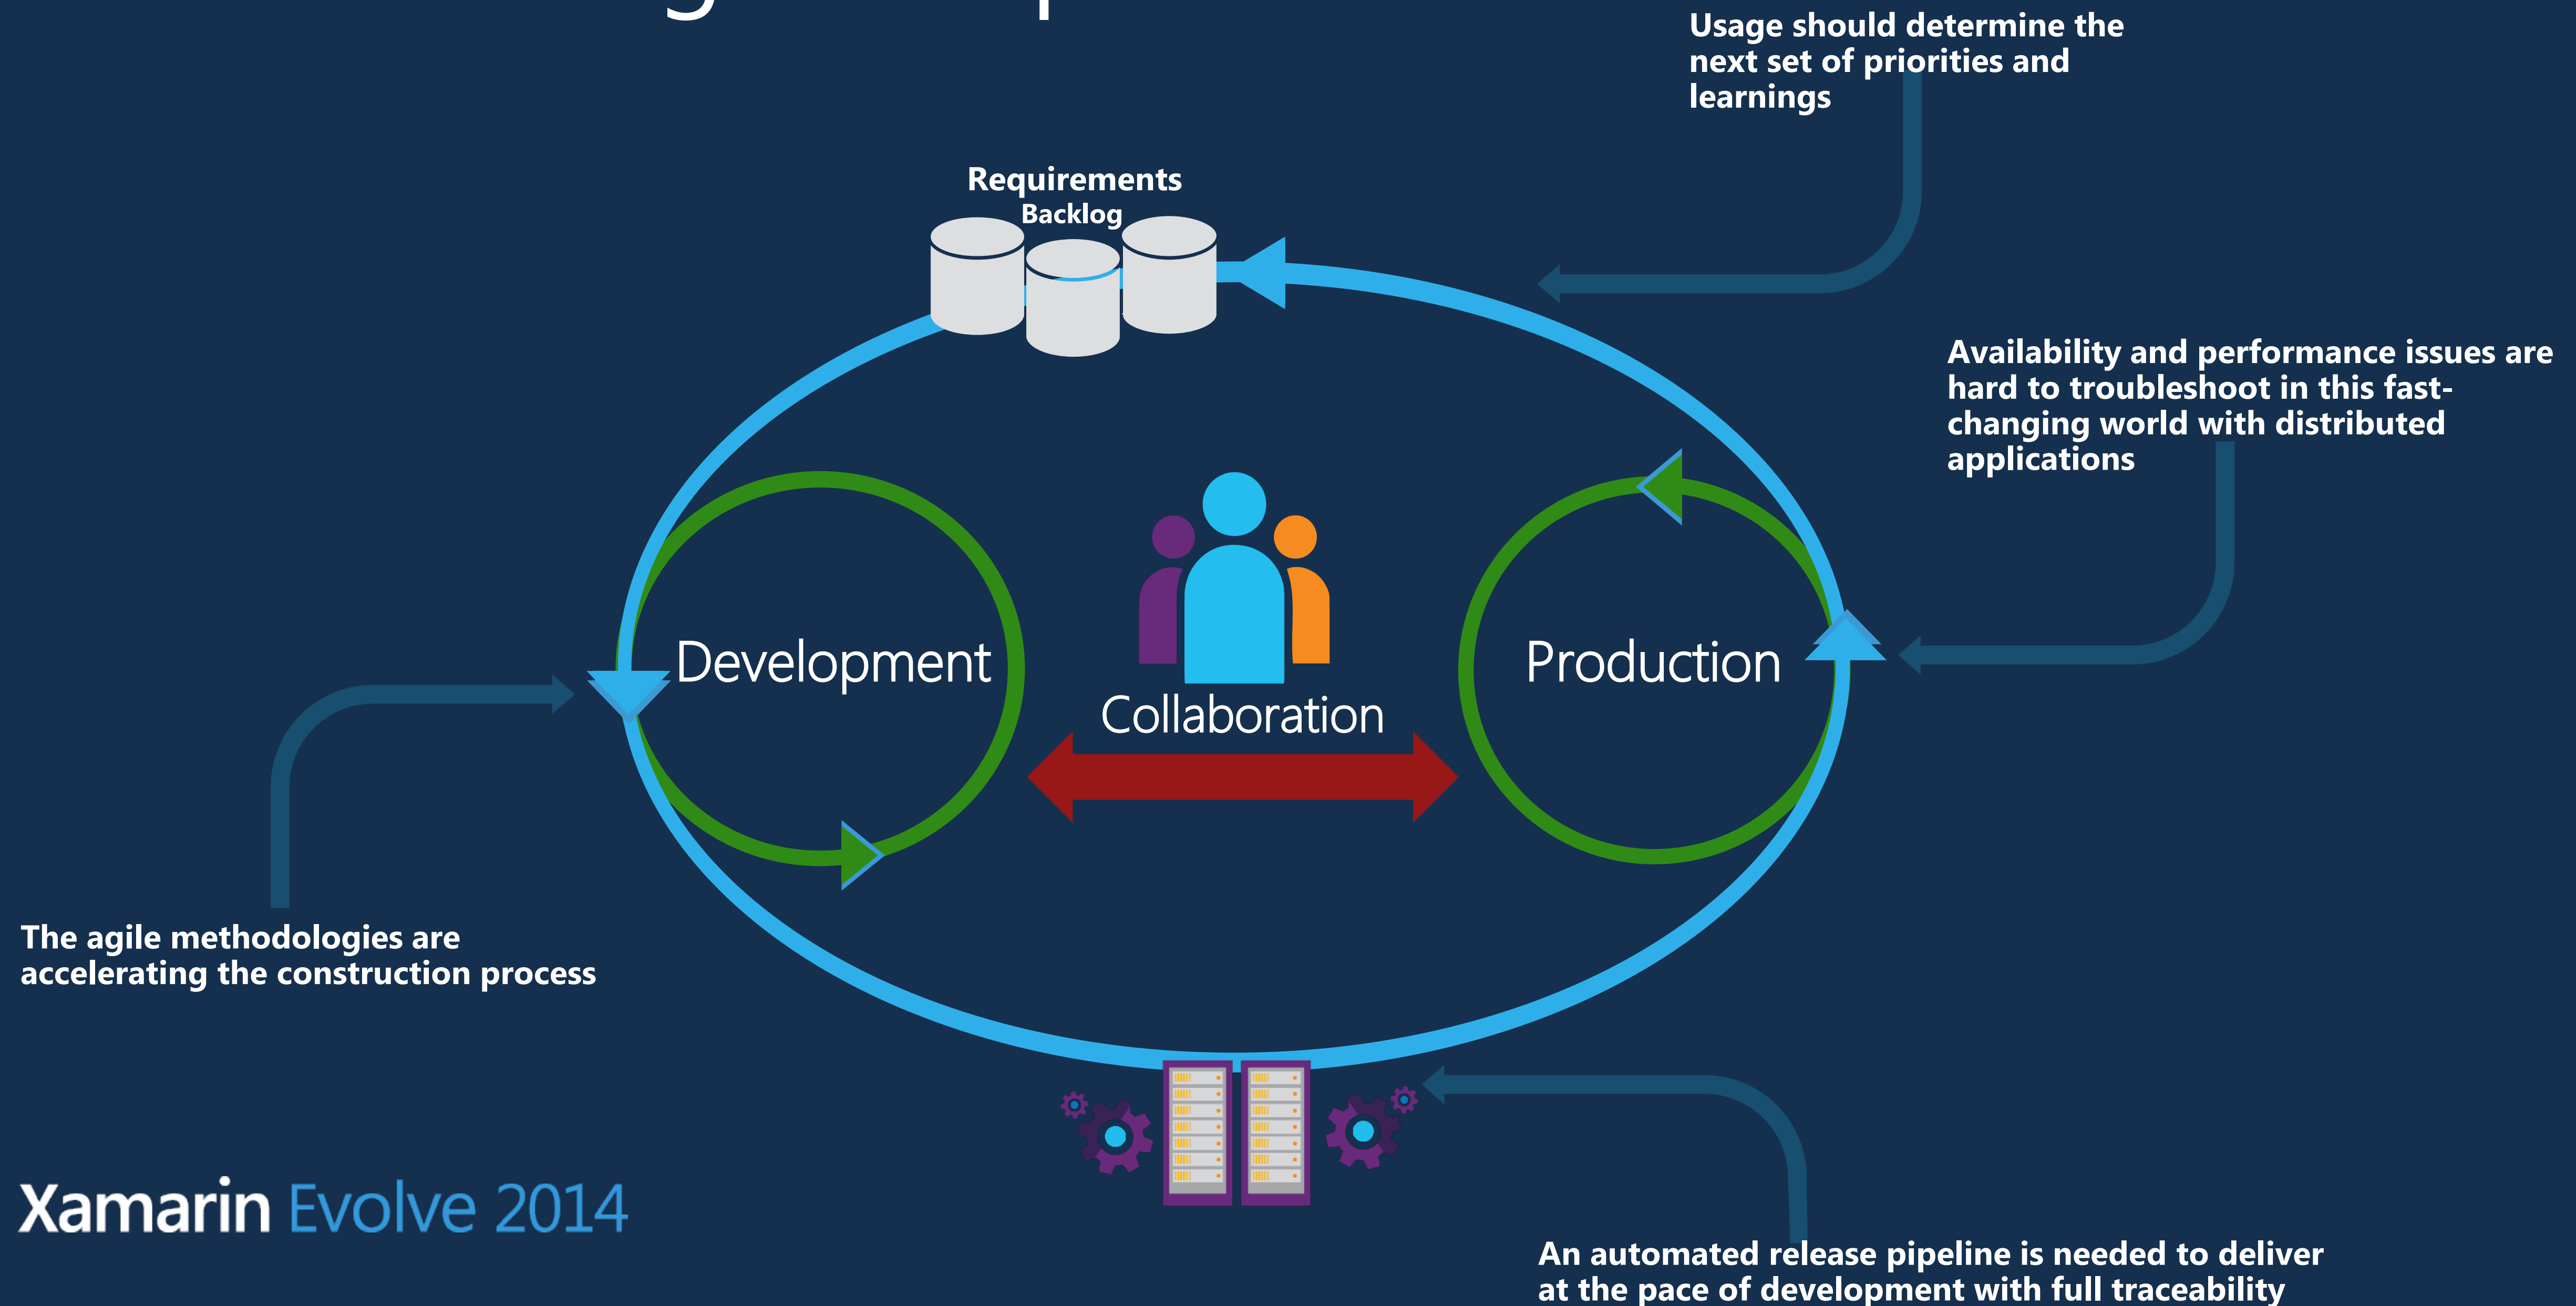 Usage should determine the
next set of priorities and
learnings
Requirements
Backlog
Availability and performance issues are
hard to troubleshoot in this fast-
changing world with distributed
applications
Development
Collaboration
Production
The agile methodologies are
accelerating the construction process
Xamarin Evolve 2014
An automated release pipeline is needed to deliver
at the pace of development with full traceability